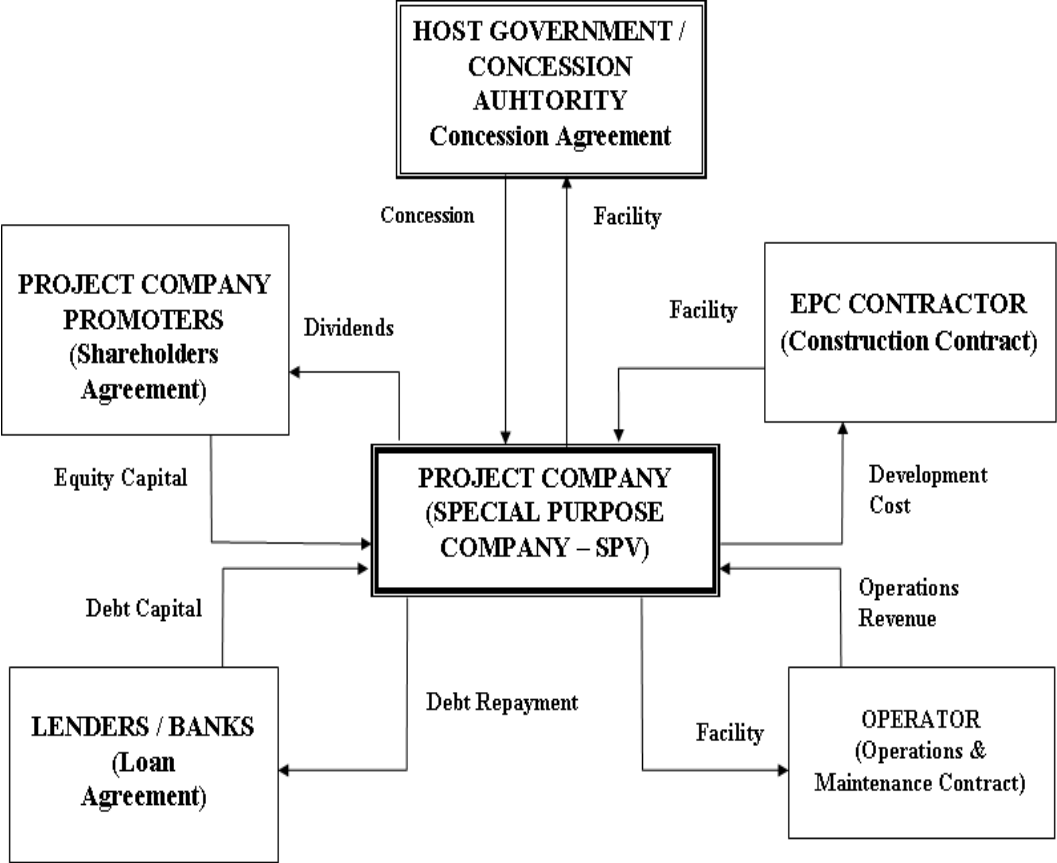 HOST GOVERNMENT /
CONCESSION
AUHTORITY
Concession Agreement
Concession
Facility
PROJECT COMPANY
PROMOTERS
(Shareholders
Agreement)
Dividends
Facility
EPC CONTRACTOR
(Construction Contract)
Equity Capital
PROJECT COMPANY
(SPECIAL PURPOSE
COMPANY – SPV)
Development
Cost
Debt Capital
Operations
Revenue
LENDERS / BANKS
(Loan
Agreement)
Debt Repayment
Facility
OPERATOR
(Operations &
Maintenance Contract)